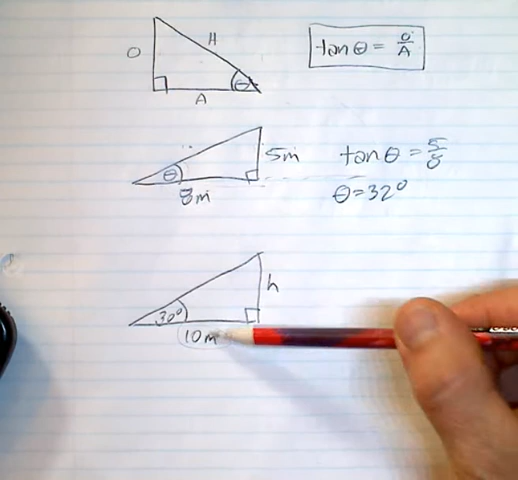 O H θ A
tan θ = O/A
θ 8m 5m
tan θ = 5/8
θ = 32°
30° h
10m